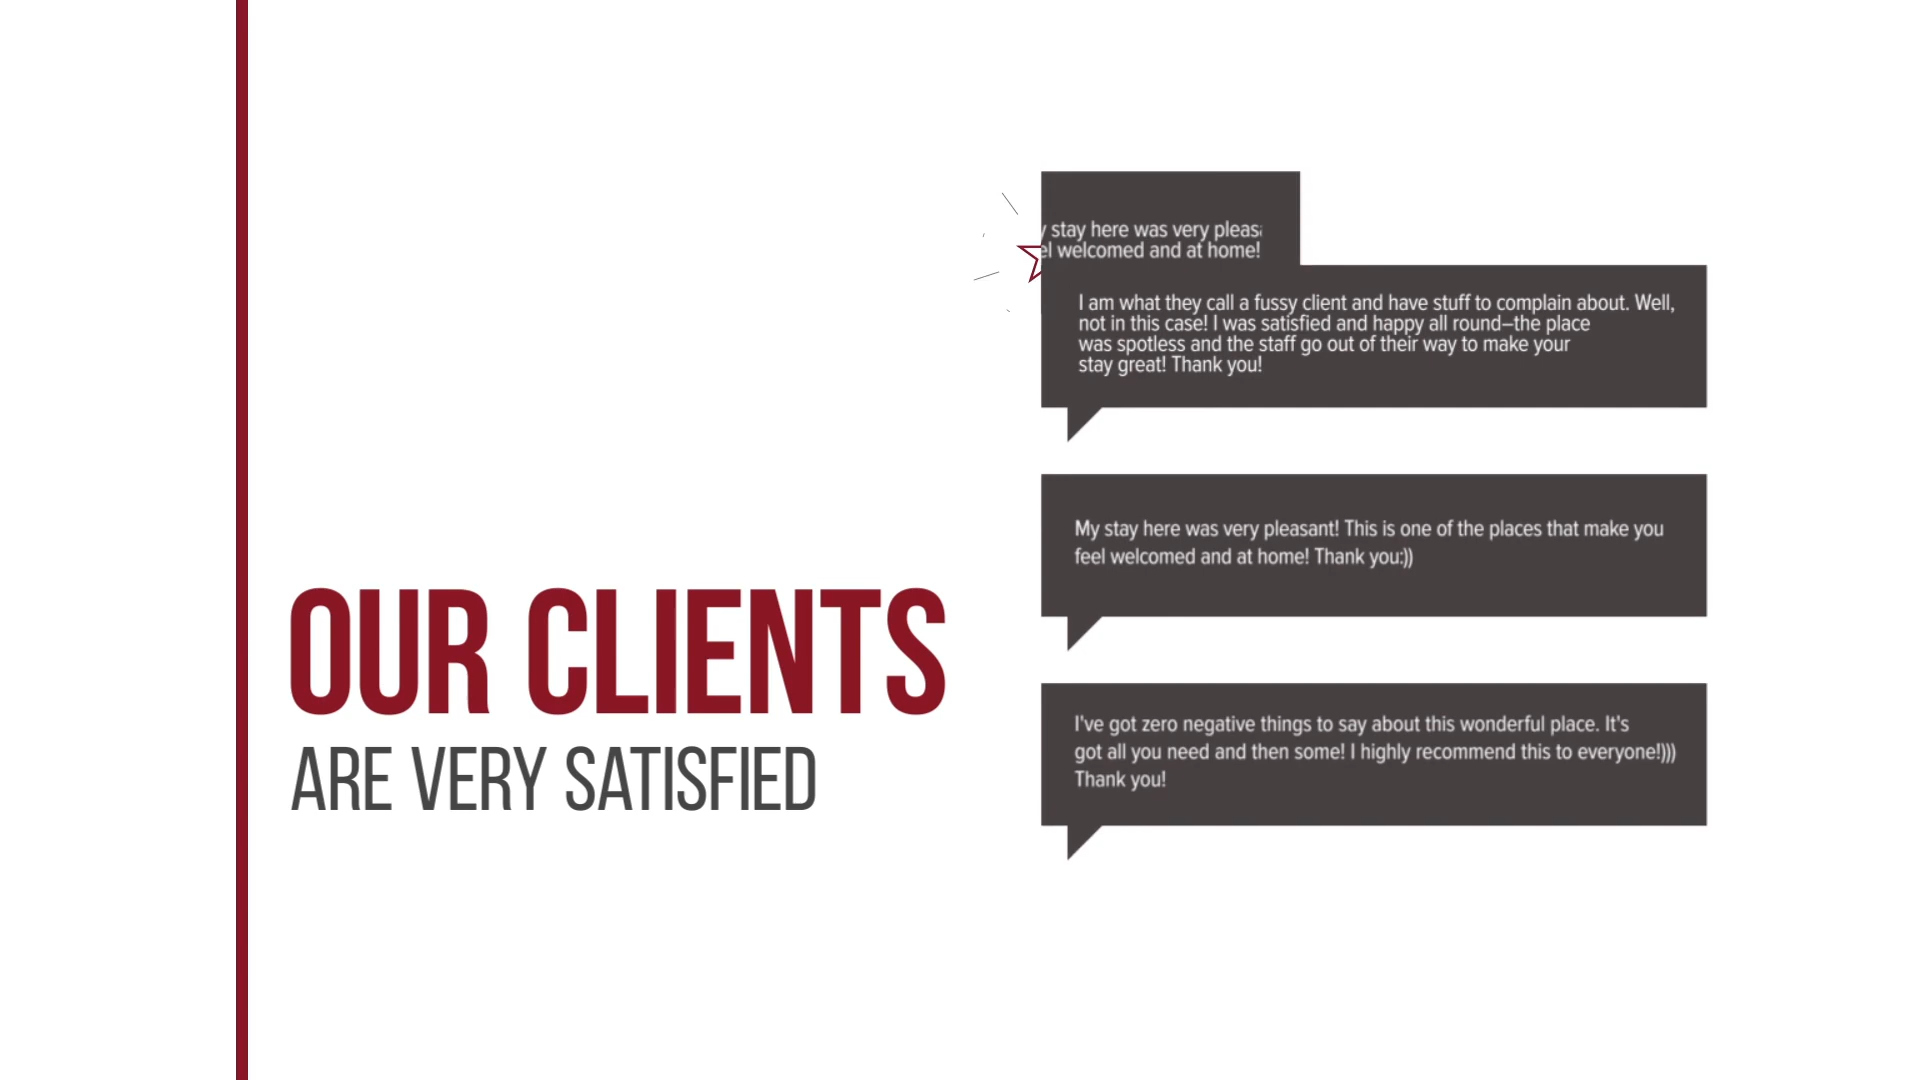 OUR CLIENTS
ARE VERY SATISFIED
stay here was very
welcomed and at home!
I am what they call a fussy client and have stuff to complain about. Well,
not in this case! I was satisfied and happy all round–the place
was spotless and the staff go out of their way to make your
stay great! Thank you!
My stay here was very pleasant! This is one of the places that make you
feel welcomed and at home! Thank you:))
I've got zero negative things to say about this wonderful place. It's
got all you need and then some! I highly recommend this to everyone!)))
Thank you!